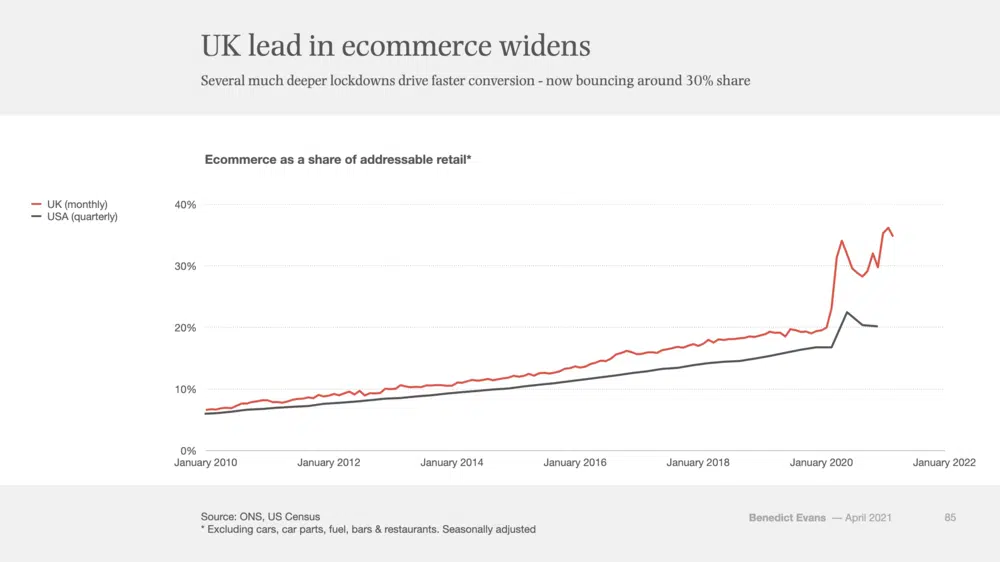 UK lead in ecommerce widens
Several much deeper lockdowns drive faster conversion - now bouncing around 30% share
Ecommerce as a share of addressable retail*
UK (monthly)
USA (quarterly)
40%
30%
20%
10%
0%
January 2010 January 2012 January 2014 January 2016 January 2018 January 2020 January 2022
Source: ONS, US Census
* Excluding cars, car parts, fuel, bars & restaurants. Seasonally adjusted
Benedict Evans — April 2021 85